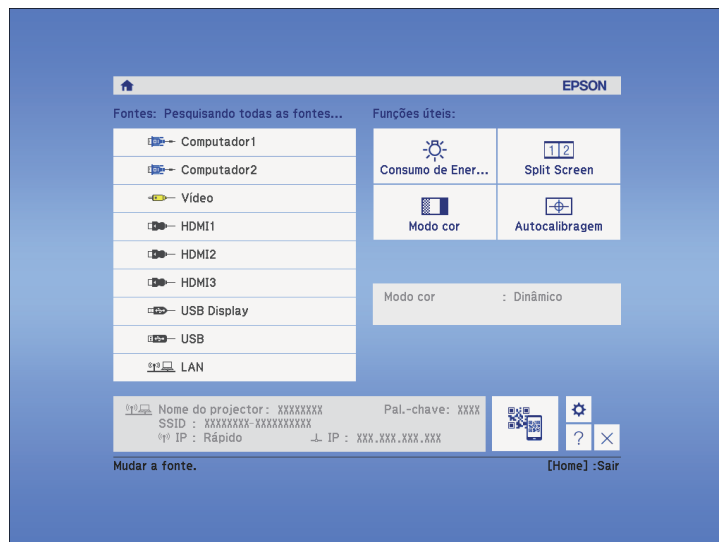 EPSON
Fontes: Pesquisando todas as fontes...
Computador1
Computador2
Vídeo
HDMI1
HDMI2
HDMI3
USB Display
USB
LAN
Funções úteis:
Consumo de Ener...
1 2
Split Screen
Modo cor
Autocalibragem
Modo cor : Dinâmico
Nome do projector : XXXXXXXX Pal.-chave: XXXX
SSID : XXXXXXXX-XXXXXXXXXX
IP : Rápido IP : XXX.XXX.XXX.XXX
?
Mudar a fonte. [Home] :Sair